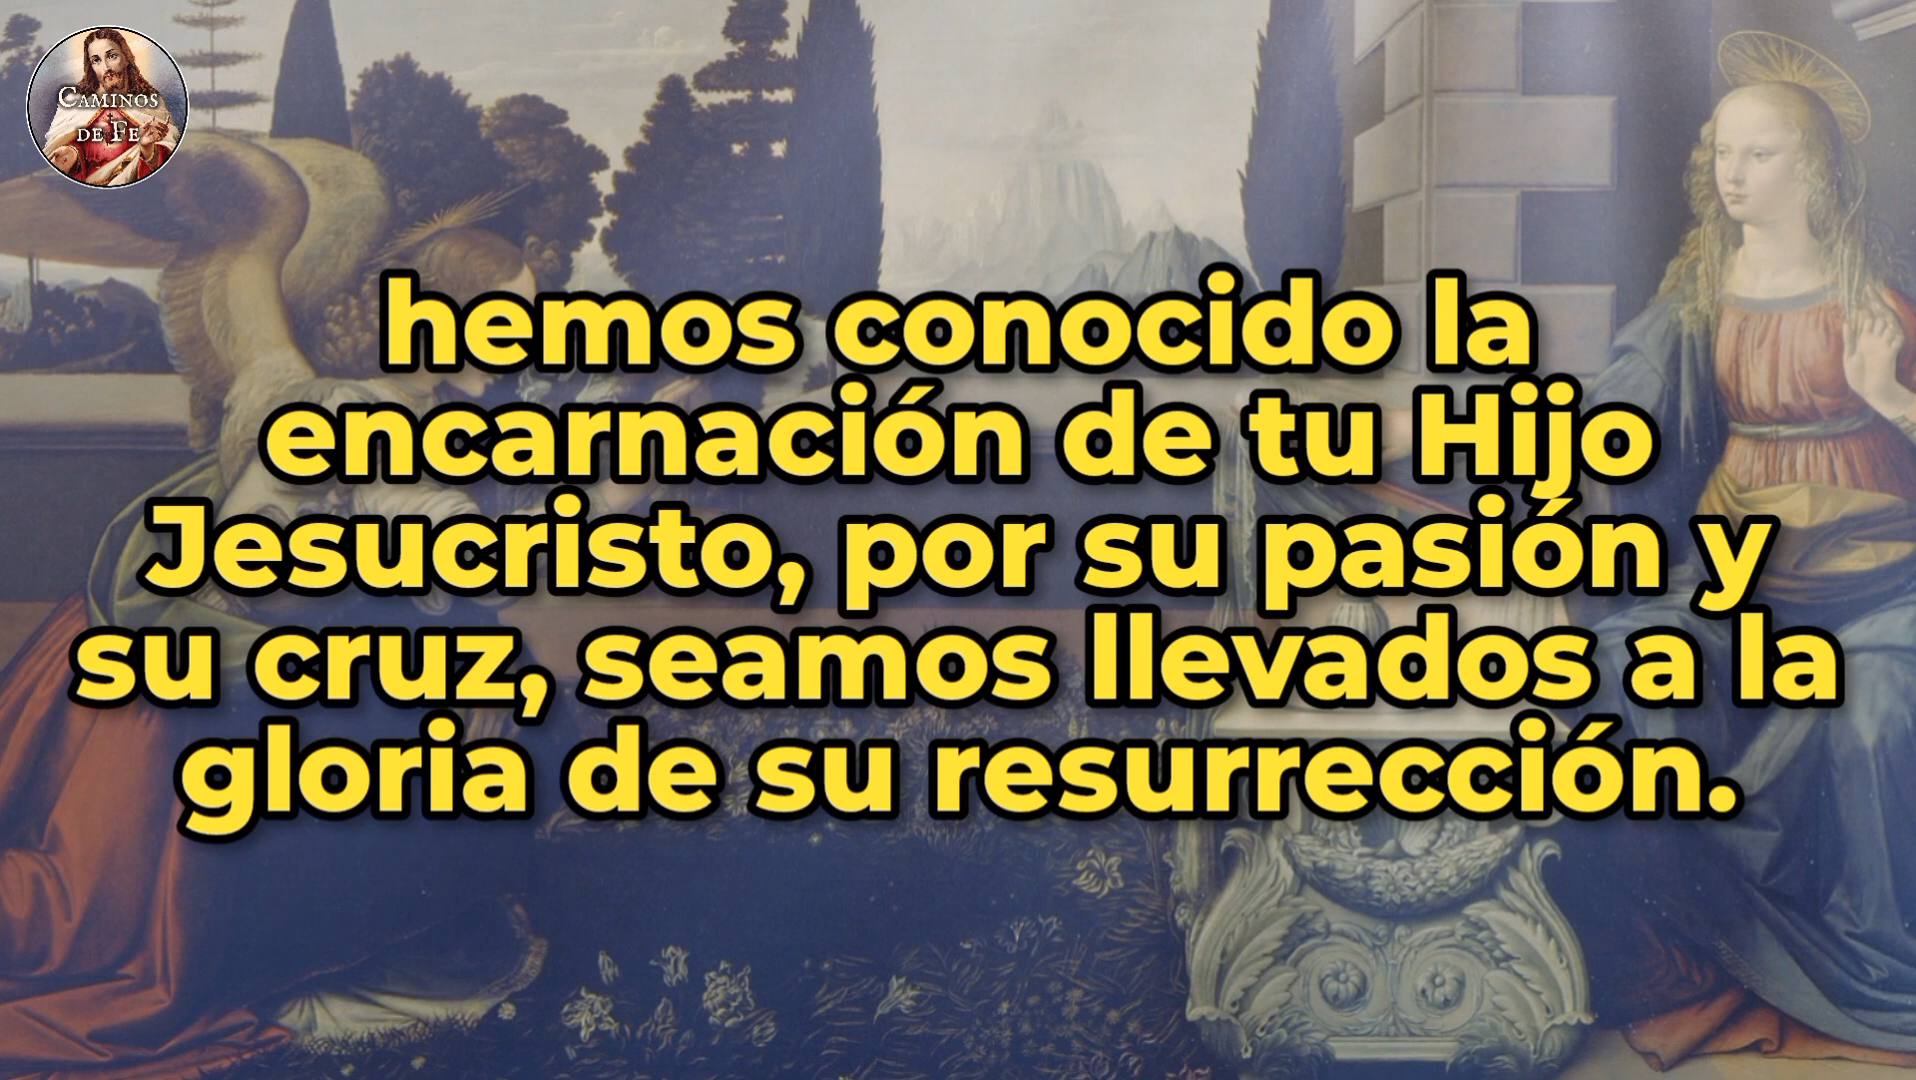 CAMINOS
DE FE
hemos conocido la
encarnación de tu Hijo
Jesucristo, por su pasión y
su cruz, seamos llevados a la
gloria de su resurrección.